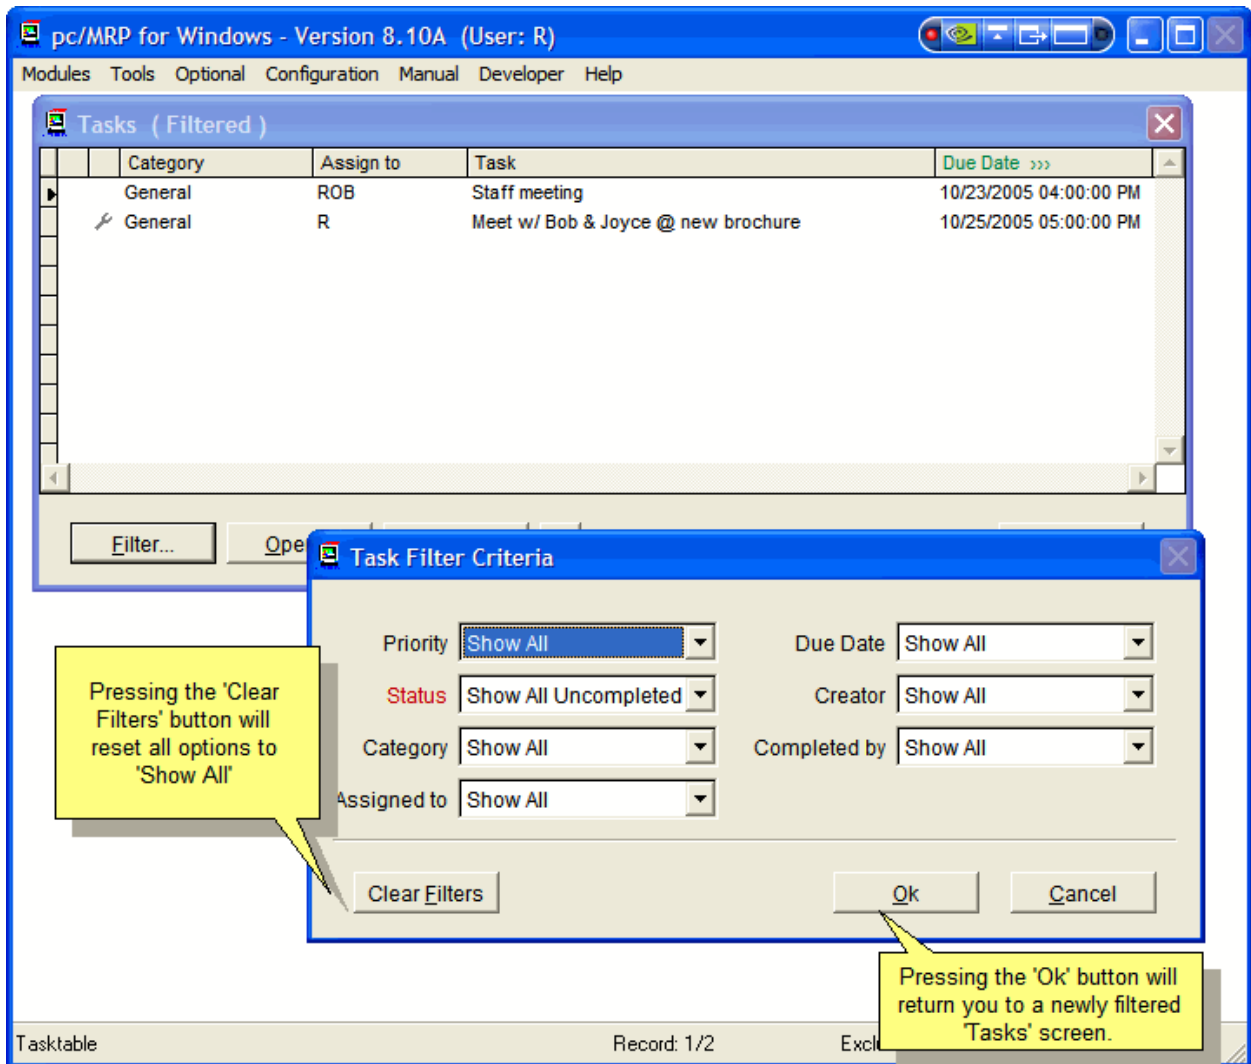 pc/MRP for Windows - Version 8.10A (User: R)
Modules Tools Optional Configuration Manual Developer Help
Tasks ( Filtered )
Category Assign to Task Due Date >>>
General ROB Staff meeting 10/23/2005 04:00:00 PM
General R Meet w/ Bob & Joyce @ new brochure 10/25/2005 05:00:00 PM
Filter...
Task Filter Criteria
Priority Show All Due Date Show All
Status Show All Uncompleted Creator Show All
Category Show All Completed by Show All
Assigned to Show All
Pressing the 'Clear
Filters' button will
reset all options to
'Show All'
Clear Filters Ok Cancel
Pressing the 'Ok' button will
return you to a newly filtered
'Tasks' screen.
Tasktable Record: 1/2